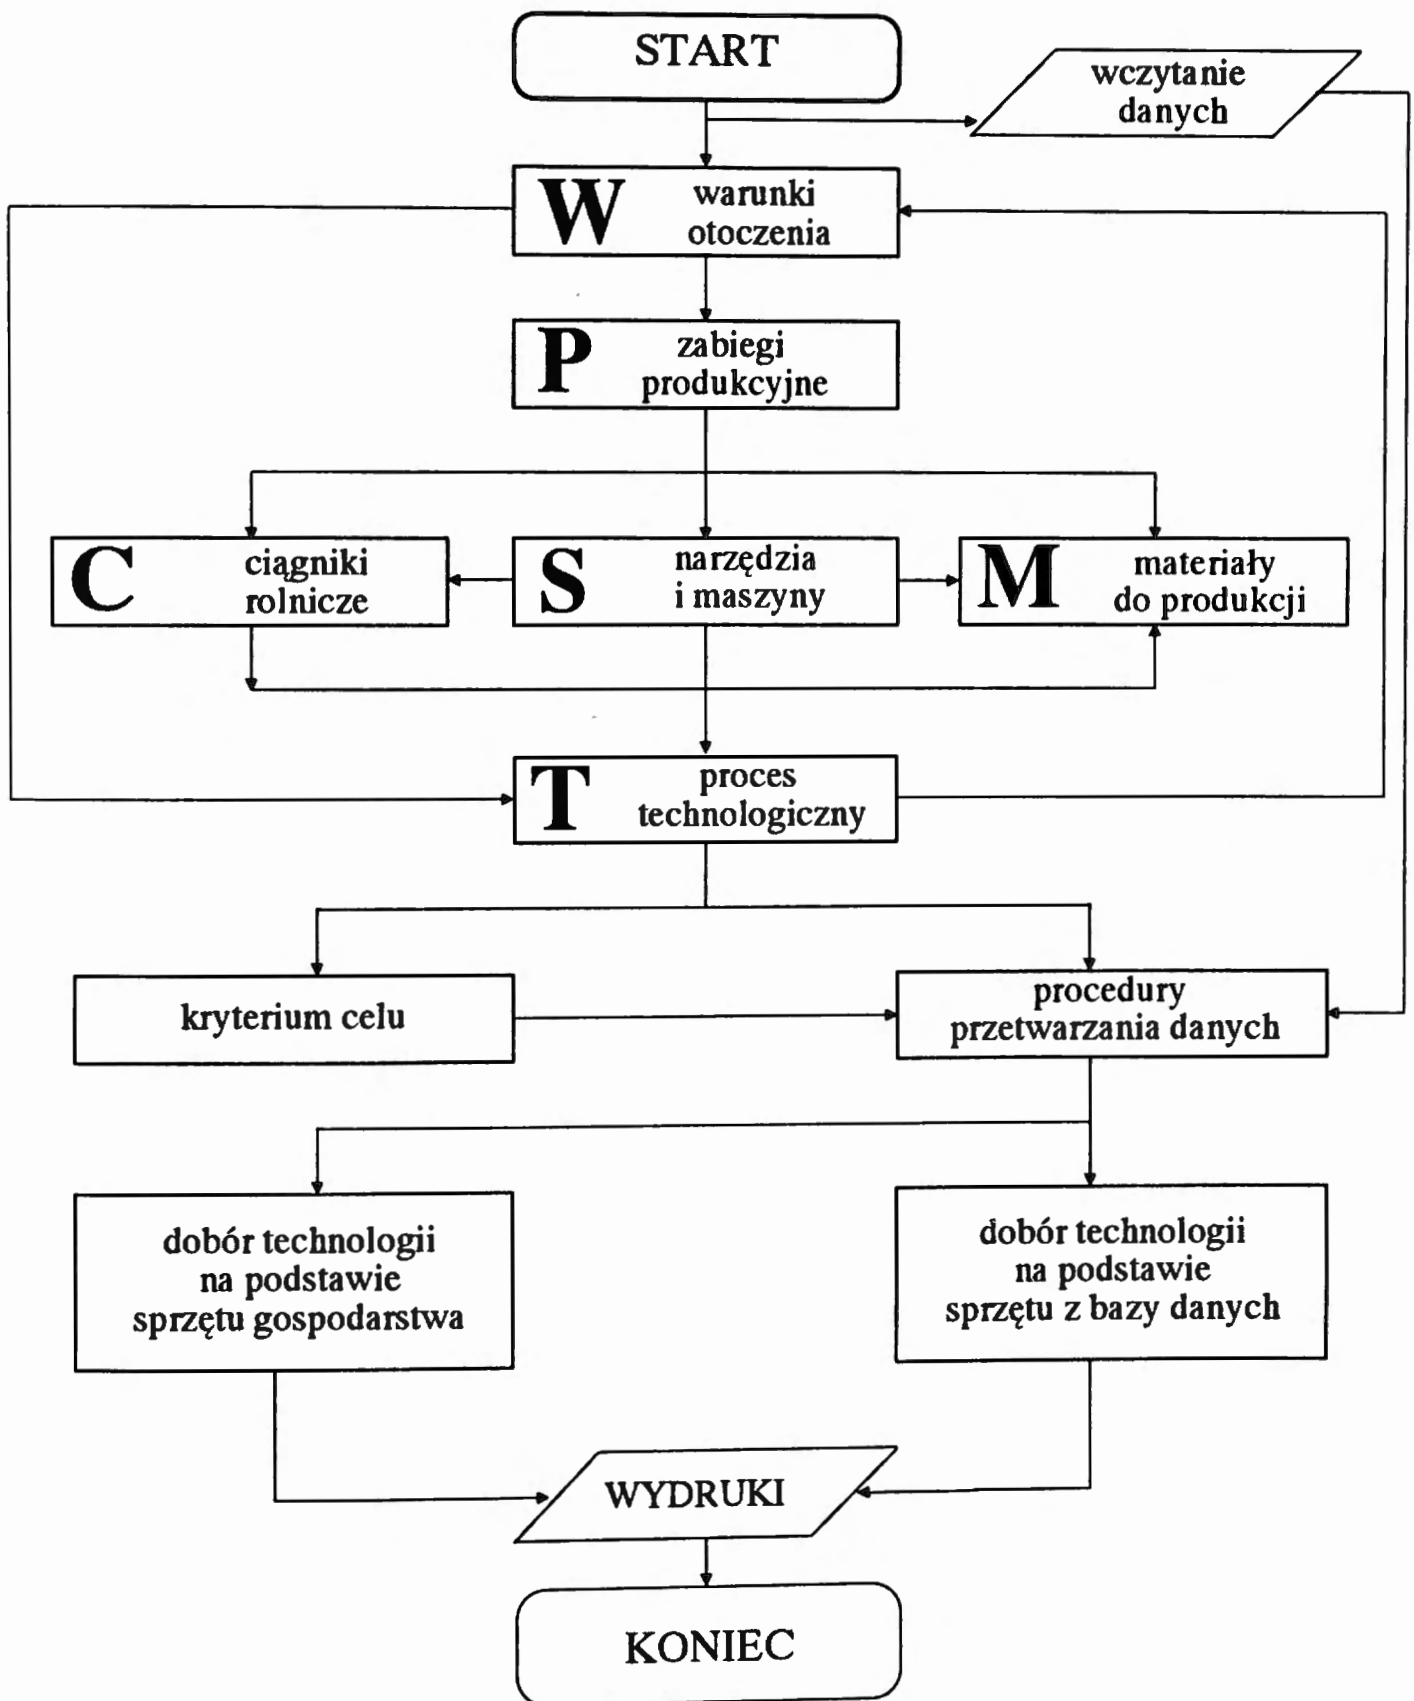 START
wczytanie
danych
W
warunki
otoczenia
P
zabiegi
produkcyjne
C
ciągniki
rolnicze
S
narzędzia
i maszyny
M
materiały
do produkcji
T
proces
technologiczny
kryterium celu
procedury
przetwarzania danych
dobór technologii
na podstawie
sprzętu gospodarstwa
dobór technologii
na podstawie
sprzętu z bazy danych
WYDRUKI
KONIEC